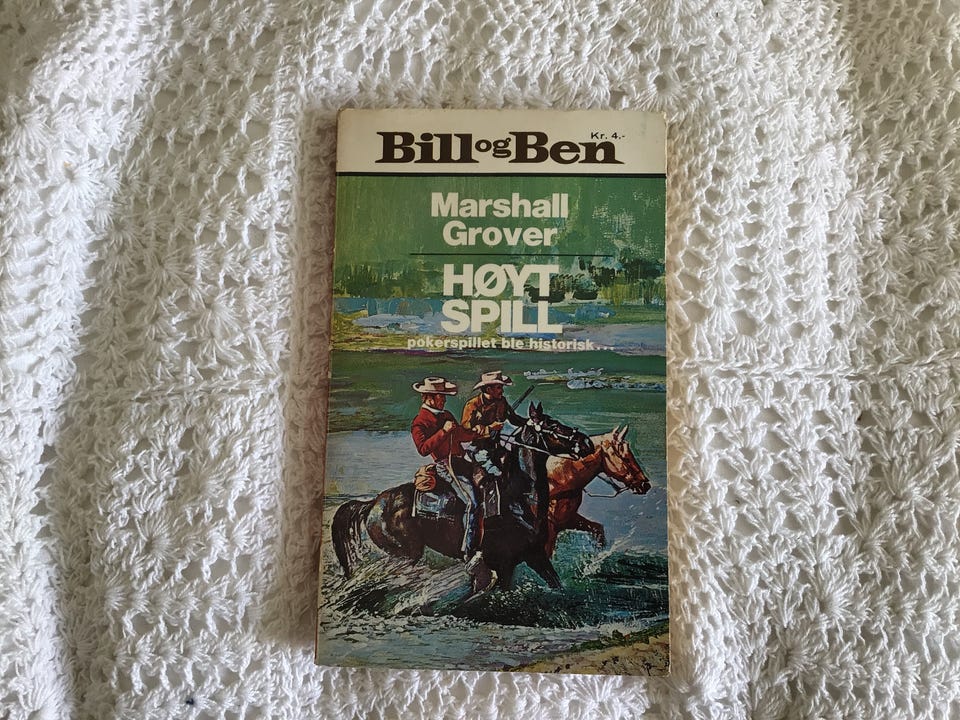 Bill og Ben Kr. 4.-
Marshall
Grover
HØYT
SPILL
pokerspillet ble historisk